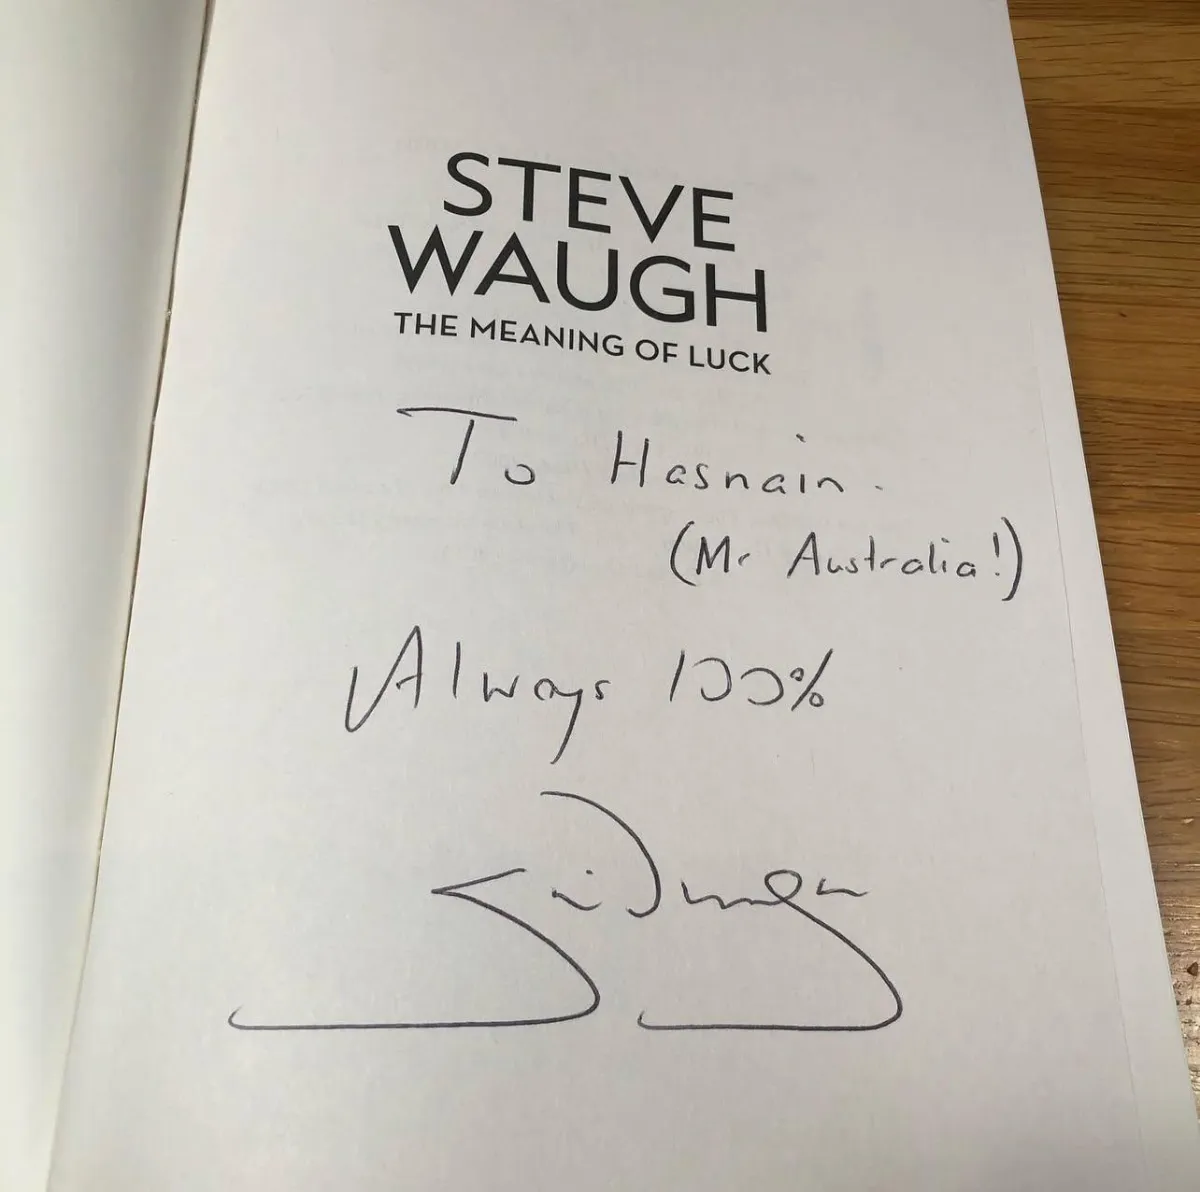 STEVE
WAUGH
THE MEANING OF LUCK
To Hasnain.
(Mr Australia!)
Always 100%